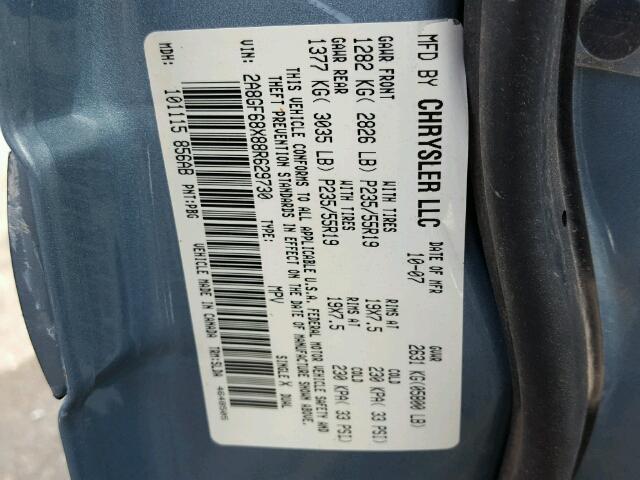 MFD BY CHRYSLER LLC
DATE OF MFR
10-07
GVWR
2631 KG(05800 LB)
GAWR FRONT
1282 KG( 2826 LB)
WITH TIRES
P235/55R19
RIMS AT
19X7.5
COLD
230 KPA( 33 PSI)
GAWR REAR
1377 KG( 3035 LB)
WITH TIRES
P235/55R19
RIMS AT
19X7.5
COLD
230 KPA( 33 PSI)
THIS VEHICLE CONFORMS TO ALL APPLICABLE U.S.A. FEDERAL MOTOR VEHICLE SAFETY AND
THEFT PREVENTION STANDARDS IN EFFECT ON THE DATE OF MANUFACTURE SHOWN ABOVE.
VIN: 2A8GF68X88R629730
TYPE: MPV
SINGLE X DUAL
MDH: 101115 856AB
PNT:PBG
VEHICLE MADE IN CANADA
TRM:SLDA